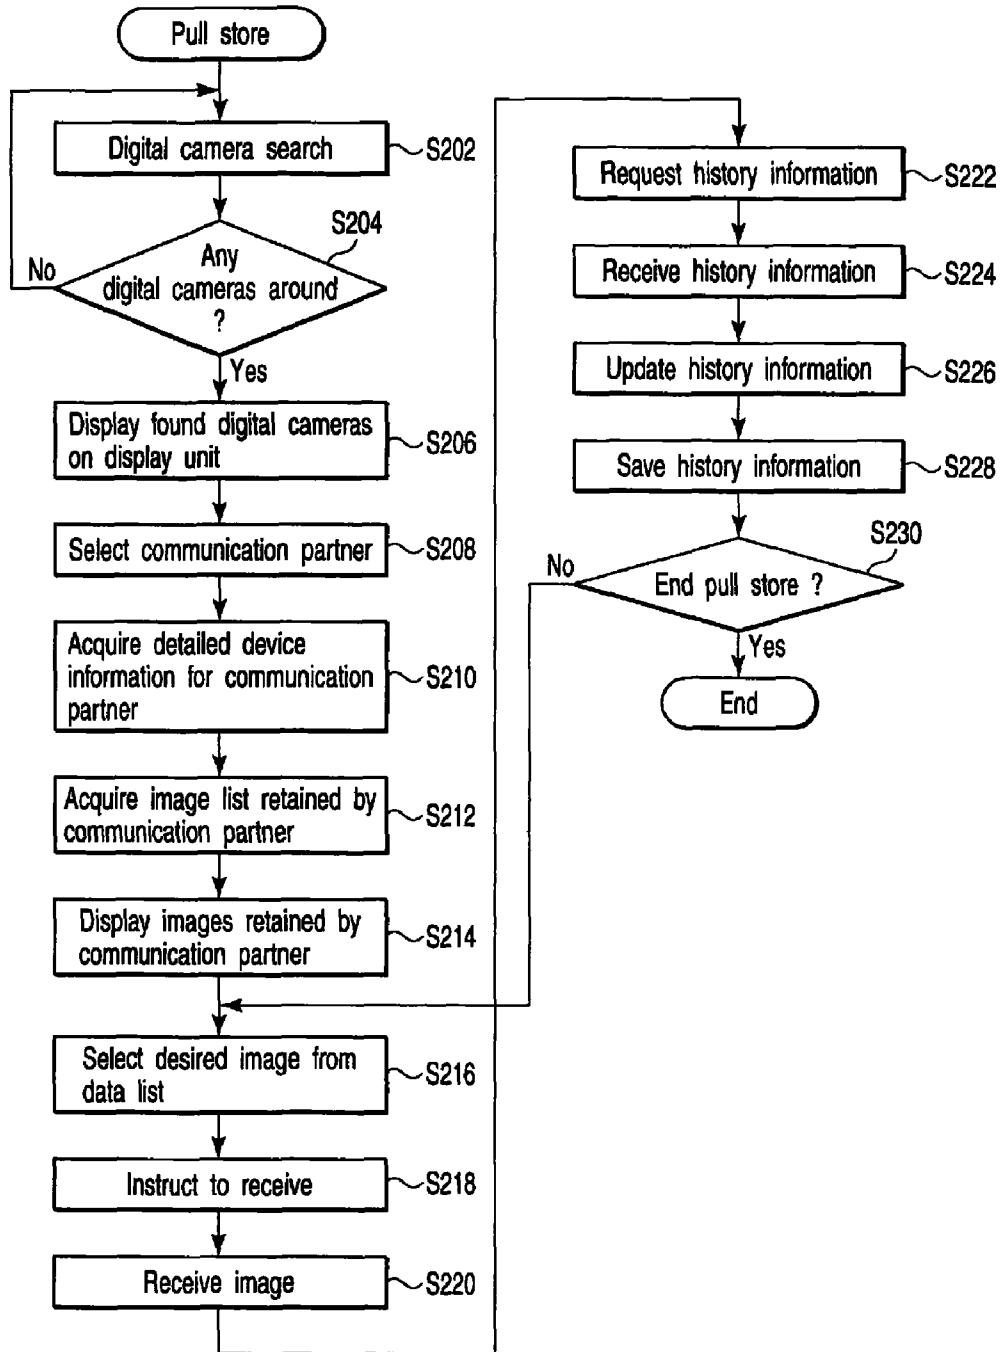 Pull store
Digital camera search
S202
S204
Any
digital cameras around
?
No
Yes
Display found digital cameras
on display unit
S206
Select communication partner
S208
Acquire detailed device
information for communication
partner
S210
Acquire image list retained by
communication partner
S212
Display images retained by
communication partner
S214
Select desired image from
data list
S216
Instruct to receive
S218
Receive image
S220
Request history information
S222
Receive history information
S224
Update history information
S226
Save history information
S228
S230
End pull store ?
No
Yes
End